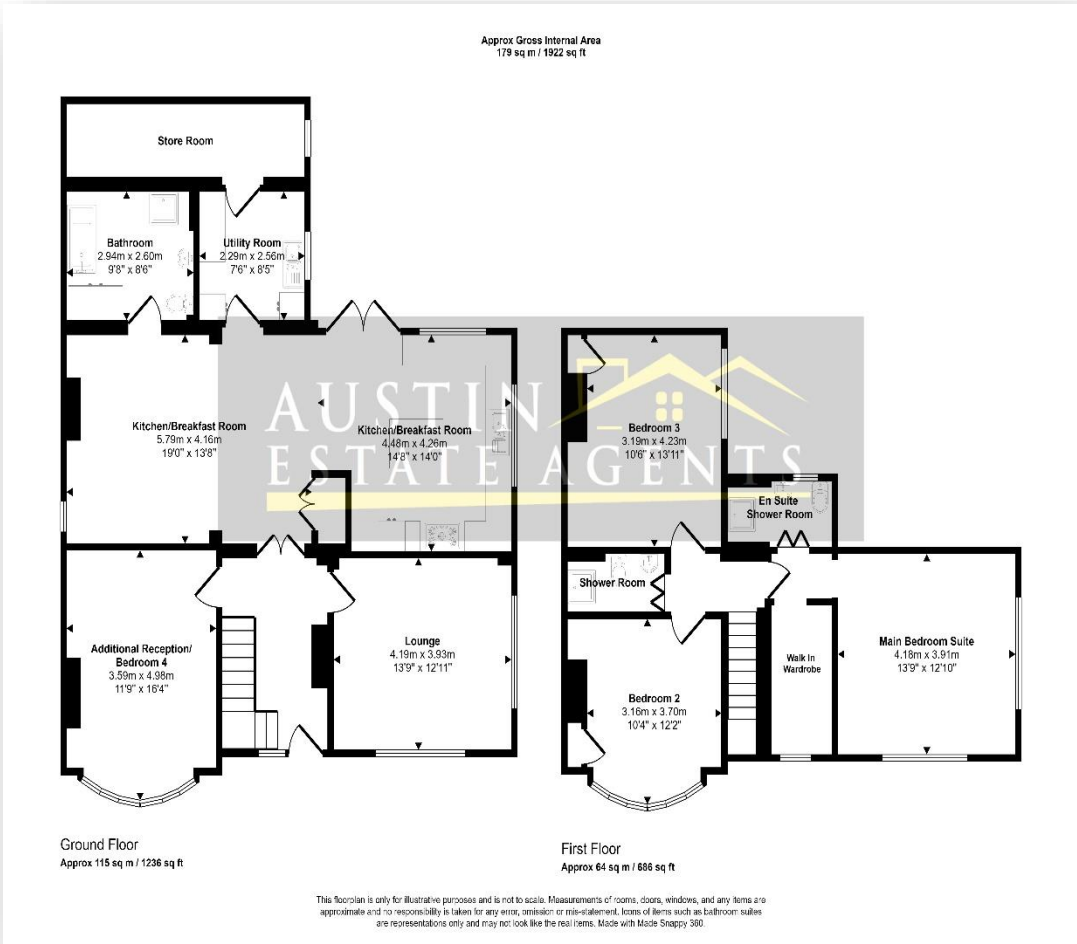 Approx Gross Internal Area
179 sq m / 1922 sq ft
Store Room
Bathroom
2.94m x 2.60m
9'8" x 8'6"
Utility Room
2.29m x 2.56m
7'6" x 8'5"
AUSTIN
ESTATE AGENTS
Kitchen/Breakfast Room
5.79m x 4.16m
19'0" x 13'8"
Kitchen/Breakfast Room
4.48m x 4.26m
14'8" x 14'0"
Additional Reception/
Bedroom 4
3.59m x 4.98m
11'9" x 16'4"
Lounge
4.19m x 3.93m
13'9" x 12'11"
Bedroom 3
3.19m x 4.23m
10'6" x 13'11"
En Suite
Shower Room
Shower Room
Bedroom 2
3.16m x 3.70m
10'4" x 12'2"
Walk In
Wardrobe
Main Bedroom Suite
4.18m x 3.91m
13'9" x 12'10"
Ground Floor
Approx 115 sq m / 1236 sq ft
First Floor
Approx 64 sq m / 686 sq ft
This floorplan is only for illustrative purposes and is not to scale. Measurements of rooms, doors, windows, and any items are
approximate and no responsibility is taken for any error, omission or mis-statement. Icons of items such as bathroom suites
are representations only and may not look like the real items. Made with Made Snappy 360.